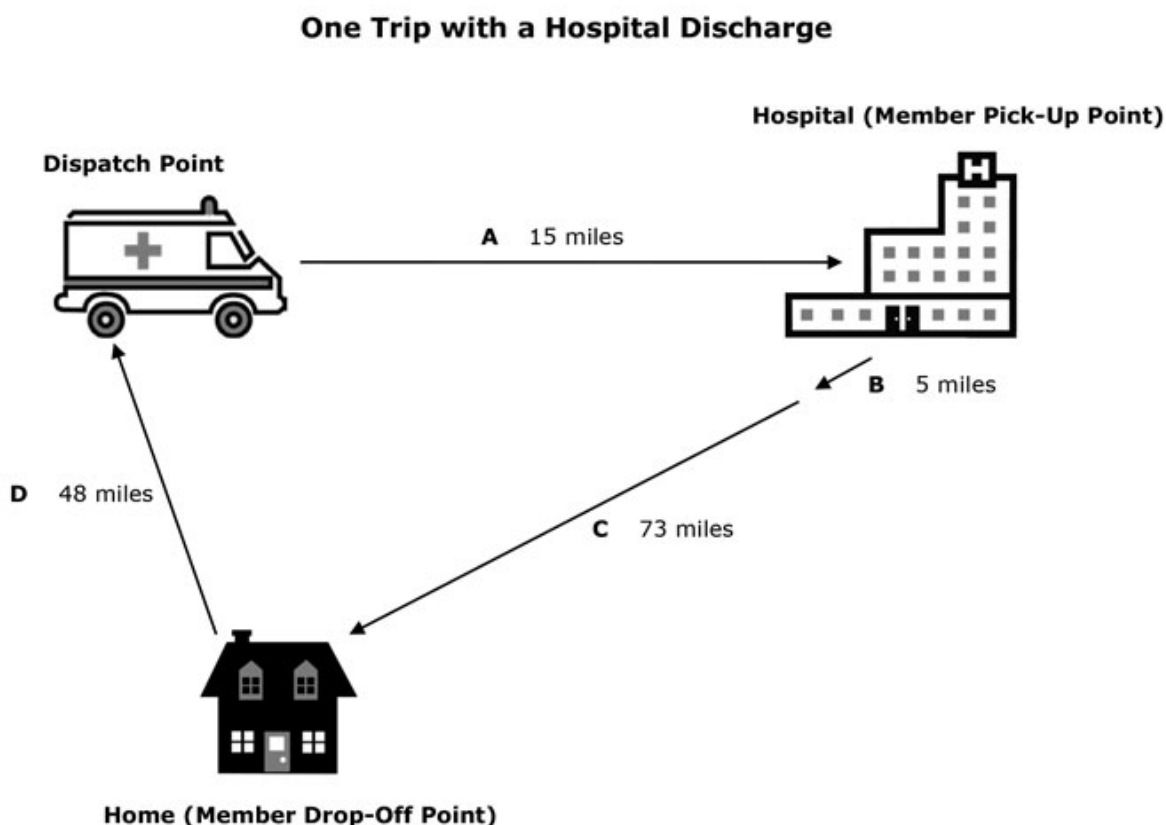 One Trip with a Hospital Discharge
Hospital (Member Pick-Up Point)
Dispatch Point
H
A 15 miles
B 5 miles
D 48 miles
C 73 miles
Home (Member Drop-Off Point)